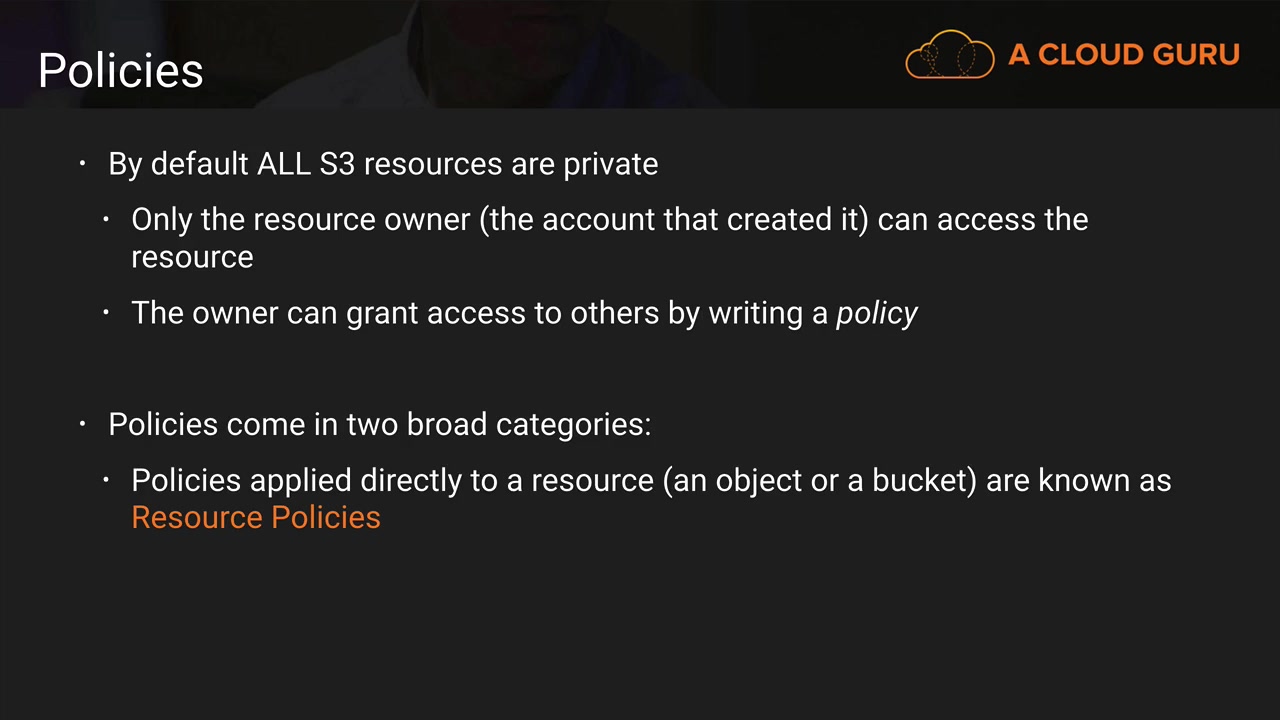 Policies
A CLOUD GURU
• By default ALL S3 resources are private
• Only the resource owner (the account that created it) can access the
resource
• The owner can grant access to others by writing a policy
• Policies come in two broad categories:
• Policies applied directly to a resource (an object or a bucket) are known as
Resource Policies